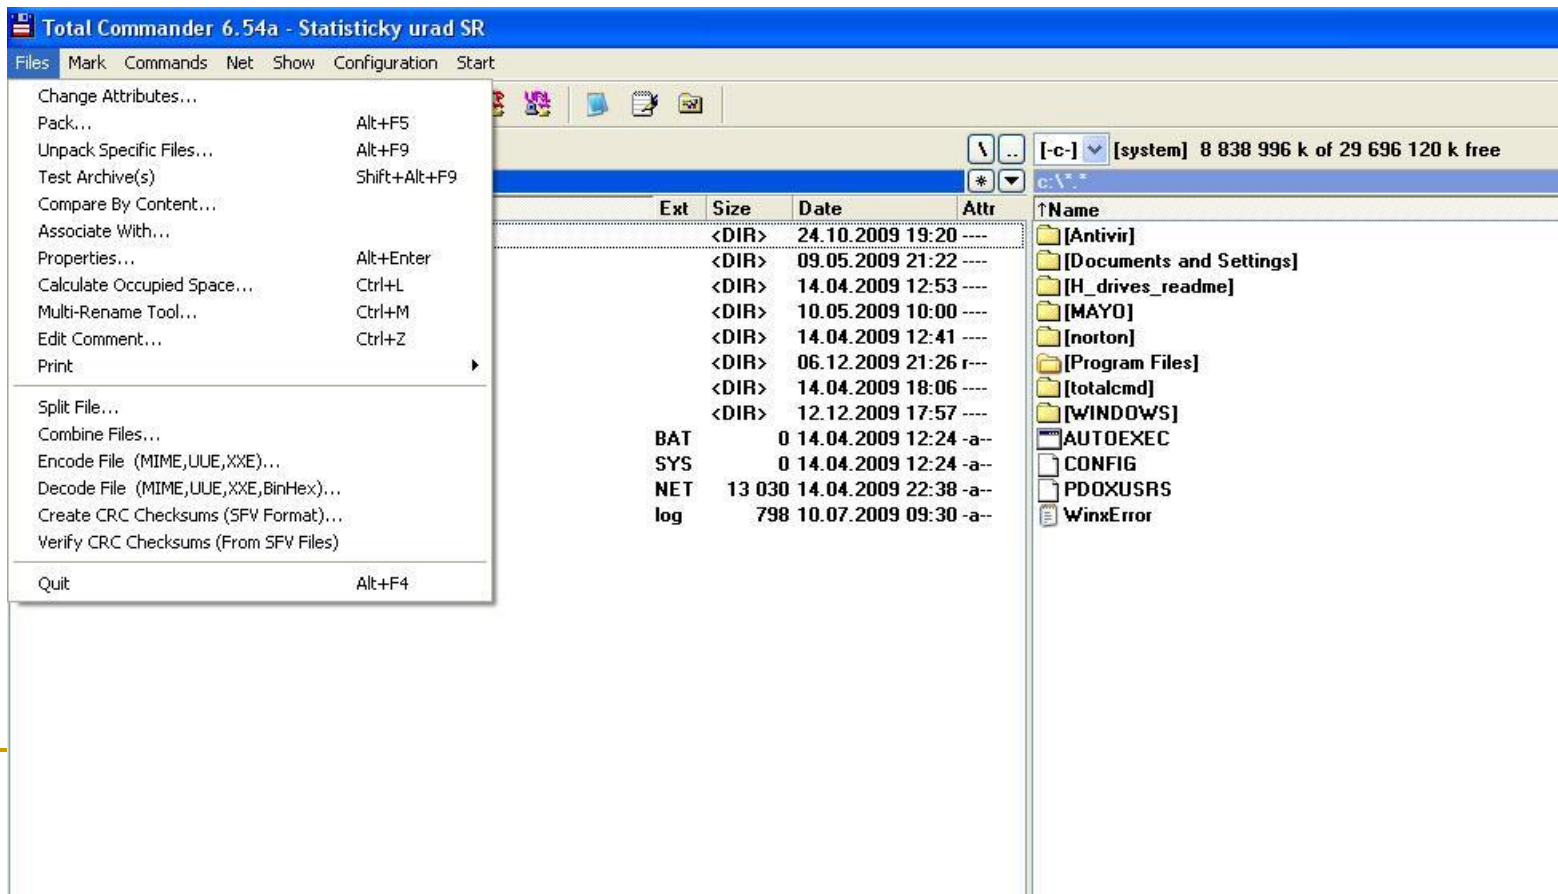 Total Commander 6.54a - Statisticky urad SR
Files Mark Commands Net Show Configuration Start
Change Attributes...
Pack... Alt+F5
Unpack Specific Files... Alt+F9
Test Archive(s) Shift+Alt+F9
Compare By Content...
Associate With...
Properties... Alt+Enter
Calculate Occupied Space... Ctrl+L
Multi-Rename Tool... Ctrl+M
Edit Comment... Ctrl+Z
Print
Split File...
Combine Files...
Encode File (MIME,UUE,XXE)...
Decode File (MIME,UUE,XXE,BinHex)...
Create CRC Checksums (SFV Format)...
Verify CRC Checksums (From SFV Files)
Quit Alt+F4
URL
\ ..
* 
Ext Size Date Attr
<DIR> 24.10.2009 19:20 ----
<DIR> 09.05.2009 21:22 ----
<DIR> 14.04.2009 12:53 ----
<DIR> 10.05.2009 10:00 ----
<DIR> 14.04.2009 12:41 ----
<DIR> 06.12.2009 21:26 r---
<DIR> 14.04.2009 18:06 ----
<DIR> 12.12.2009 17:57 ----
BAT 0 14.04.2009 12:24 -a--
SYS 0 14.04.2009 12:24 -a--
NET 13 030 14.04.2009 22:38 -a--
log 798 10.07.2009 09:30 -a--
[-c-] [system] 8 838 996 k of 29 696 120 k free
c:\*.*
↑Name
[Antivir]
[Documents and Settings]
[H_drives_readme]
[MAYO]
[norton]
[Program Files]
[totalcmd]
[WINDOWS]
AUTOEXEC
CONFIG
PDOXUSRS
WinxError